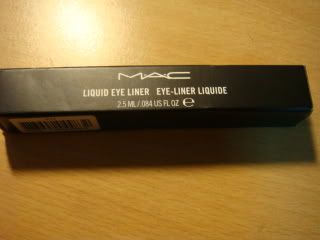 MAC
LIQUID EYE LINER EYE-LINER LIQUIDE
2.5 ML/.084 US FL OZ e